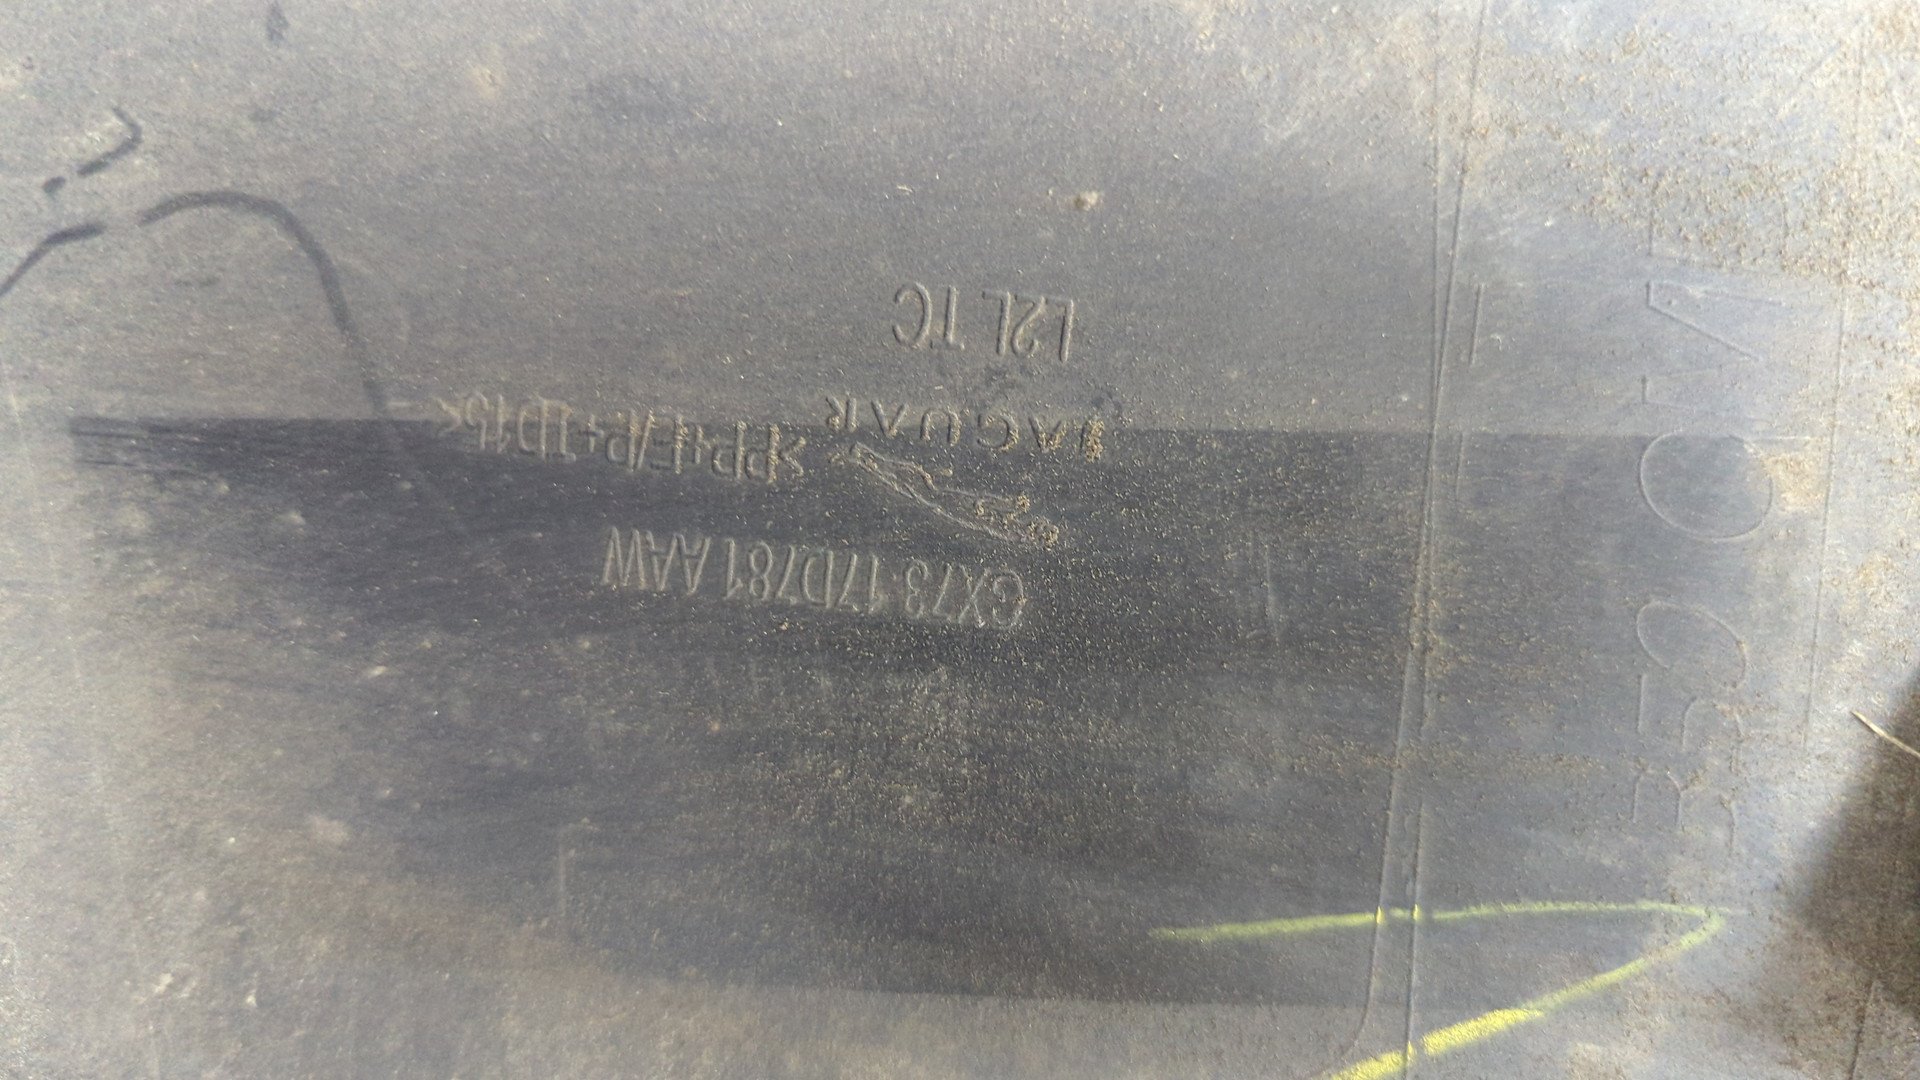 GX73 17D781 AAW
>PP+E/P+TD15<
JAGUAR
L2L TC